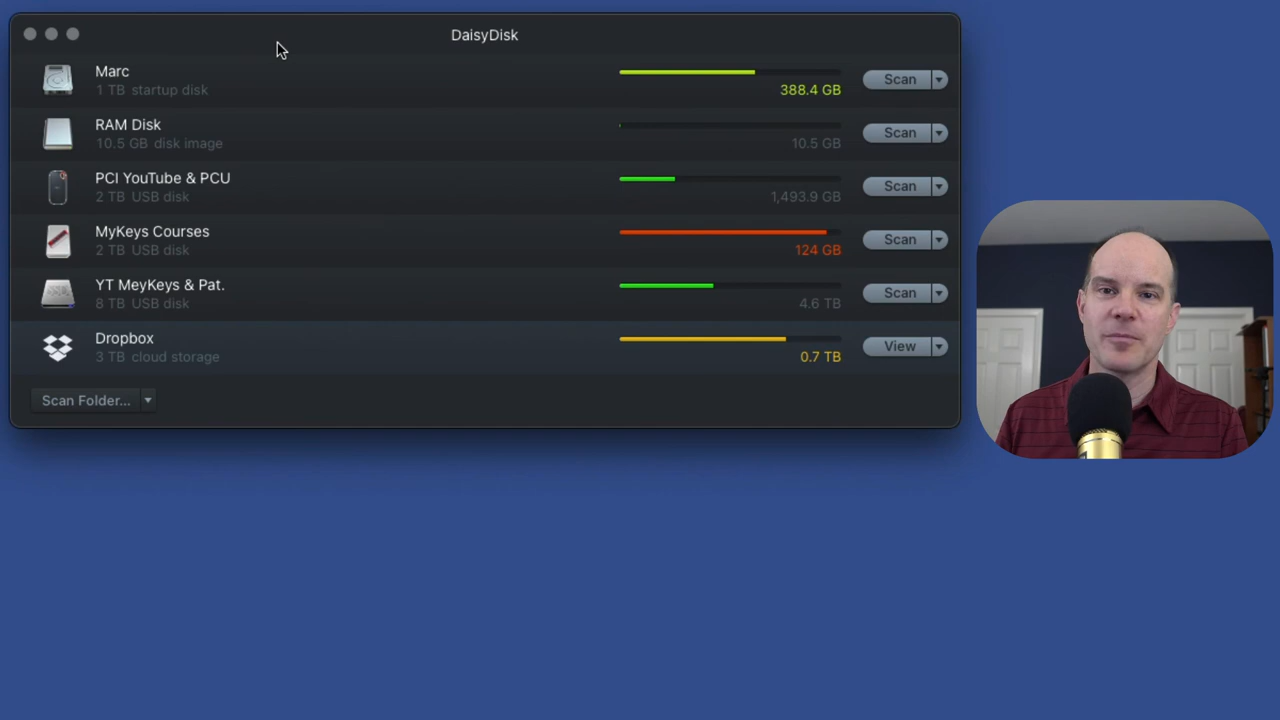 DaisyDisk
Marc
1 TB startup disk
388.4 GB
Scan
RAM Disk
10.5 GB disk image
10.5 GB
Scan
PCI YouTube & PCU
2 TB USB disk
1,493.9 GB
Scan
MyKeys Courses
2 TB USB disk
124 GB
Scan
YT MeyKeys & Pat.
8 TB USB disk
4.6 TB
Scan
Dropbox
3 TB cloud storage
0.7 TB
View
Scan Folder...